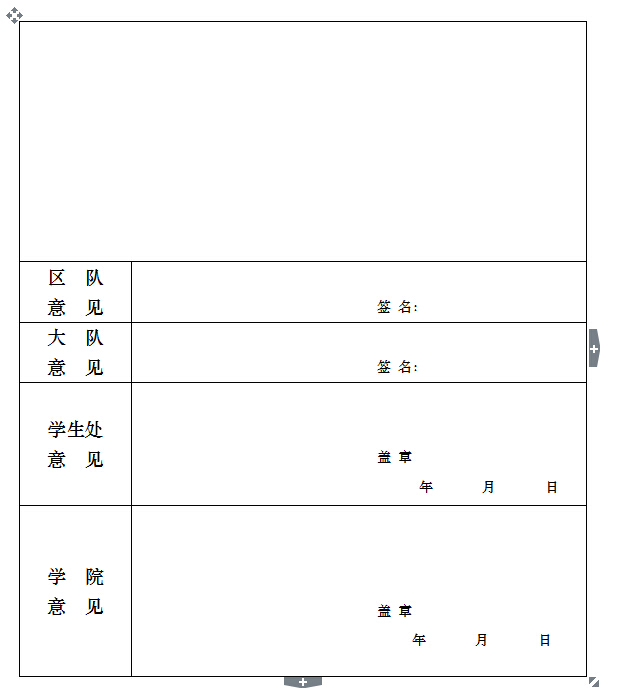 区 队
意 见
签 名：
大 队
意 见
签 名：
学生处
意 见
盖 章
年 月 日
学 院
意 见
盖 章
年 月 日